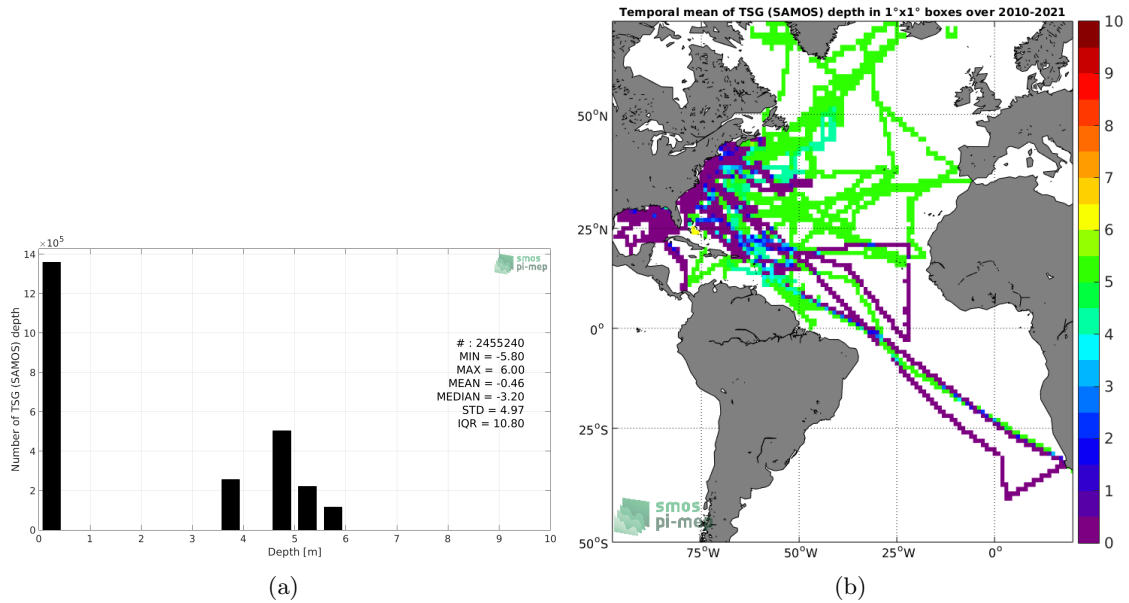 ×10⁵
14
12
10
8
6
4
2
0
0 1 2 3 4 5 6 7 8 9 10
Number of TSG (SAMOS) depth
Depth [m]
smos
pi-mep
# : 2455240
MIN = -5.80
MAX = 6.00
MEAN = -0.46
MEDIAN = -3.20
STD = 4.97
IQR = 10.80
(a)
Temporal mean of TSG (SAMOS) depth in 1°x1° boxes over 2010-2021
50°N
25°N
0°
25°S
50°S
75°W 50°W 25°W 0°
smos
pi-mep
10
9
8
7
6
5
4
3
2
1
0
(b)